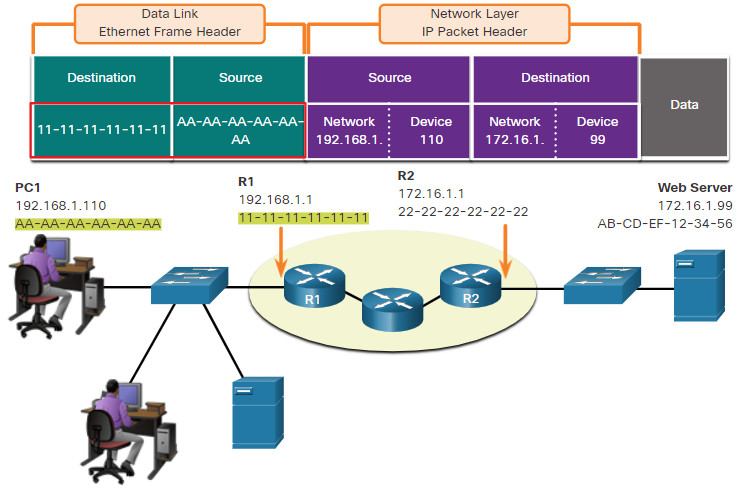 Data Link
Ethernet Frame Header
Network Layer
IP Packet Header
Destination
Source
Source
Destination
Data
11-11-11-11-11-11
AA-AA-AA-AA-AA-
AA
Network
192.168.1.
Device
110
Network
172.16.1.
Device
99
PC1
192.168.1.110
AA-AA-AA-AA-AA-AA
R1
192.168.1.1
11-11-11-11-11-11
R2
172.16.1.1
22-22-22-22-22-22
Web Server
172.16.1.99
AB-CD-EF-12-34-56
R1
R2